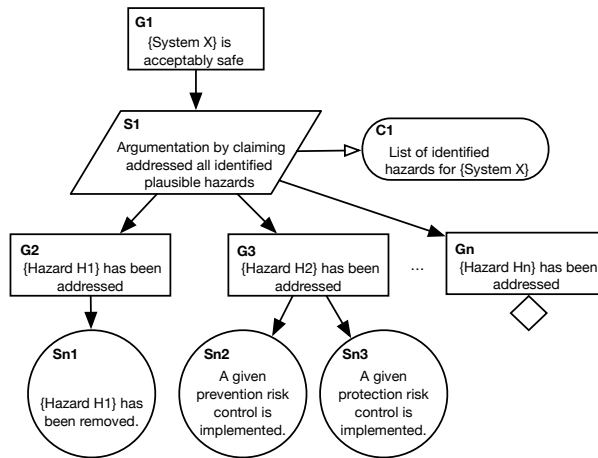 G1
{System X} is
acceptably safe
S1
Argumentation by claiming
addressed all identified
plausible hazards
C1
List of identified
hazards for {System X}
G2
{Hazard H1} has been
addressed
G3
{Hazard H2} has been
addressed
...
Gn
{Hazard Hn} has been
addressed
Sn1
{Hazard H1} has
been removed.
Sn2
A given
prevention risk
control is
implemented.
Sn3
A given
protection risk
control is
implemented.